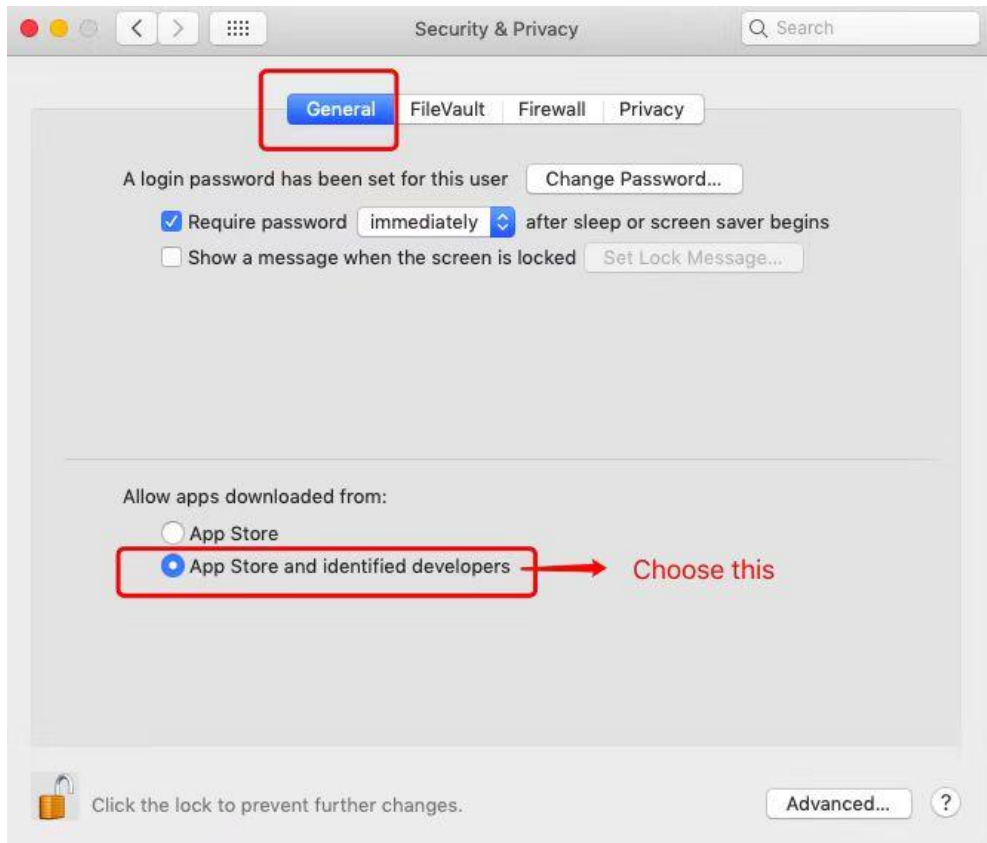 Security & Privacy
Search
General FileVault Firewall Privacy
A login password has been set for this user Change Password...
Require password immediately after sleep or screen saver begins
Show a message when the screen is locked Set Lock Message...
Allow apps downloaded from:
App Store
App Store and identified developers Choose this
Click the lock to prevent further changes. Advanced... ?